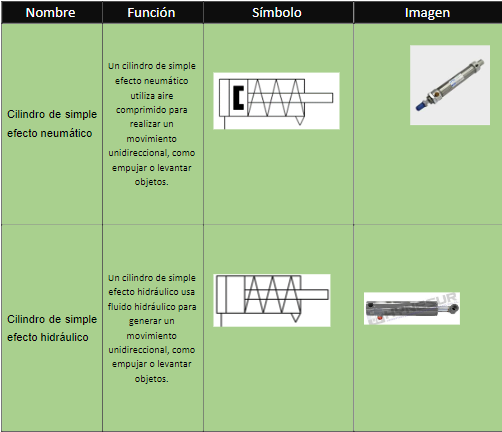 Nombre Función Símbolo Imagen
Cilindro de simple
efecto neumático
Un cilindro de simple
efecto neumático
utiliza aire
comprimido para
realizar un
movimiento
unidireccional, como
empujar o levantar
objetos.
Cilindro de simple
efecto hidráulico
Un cilindro de simple
efecto hidráulico usa
fluido hidráulico para
generar un
movimiento
unidireccional, como
empujar o levantar
objetos.